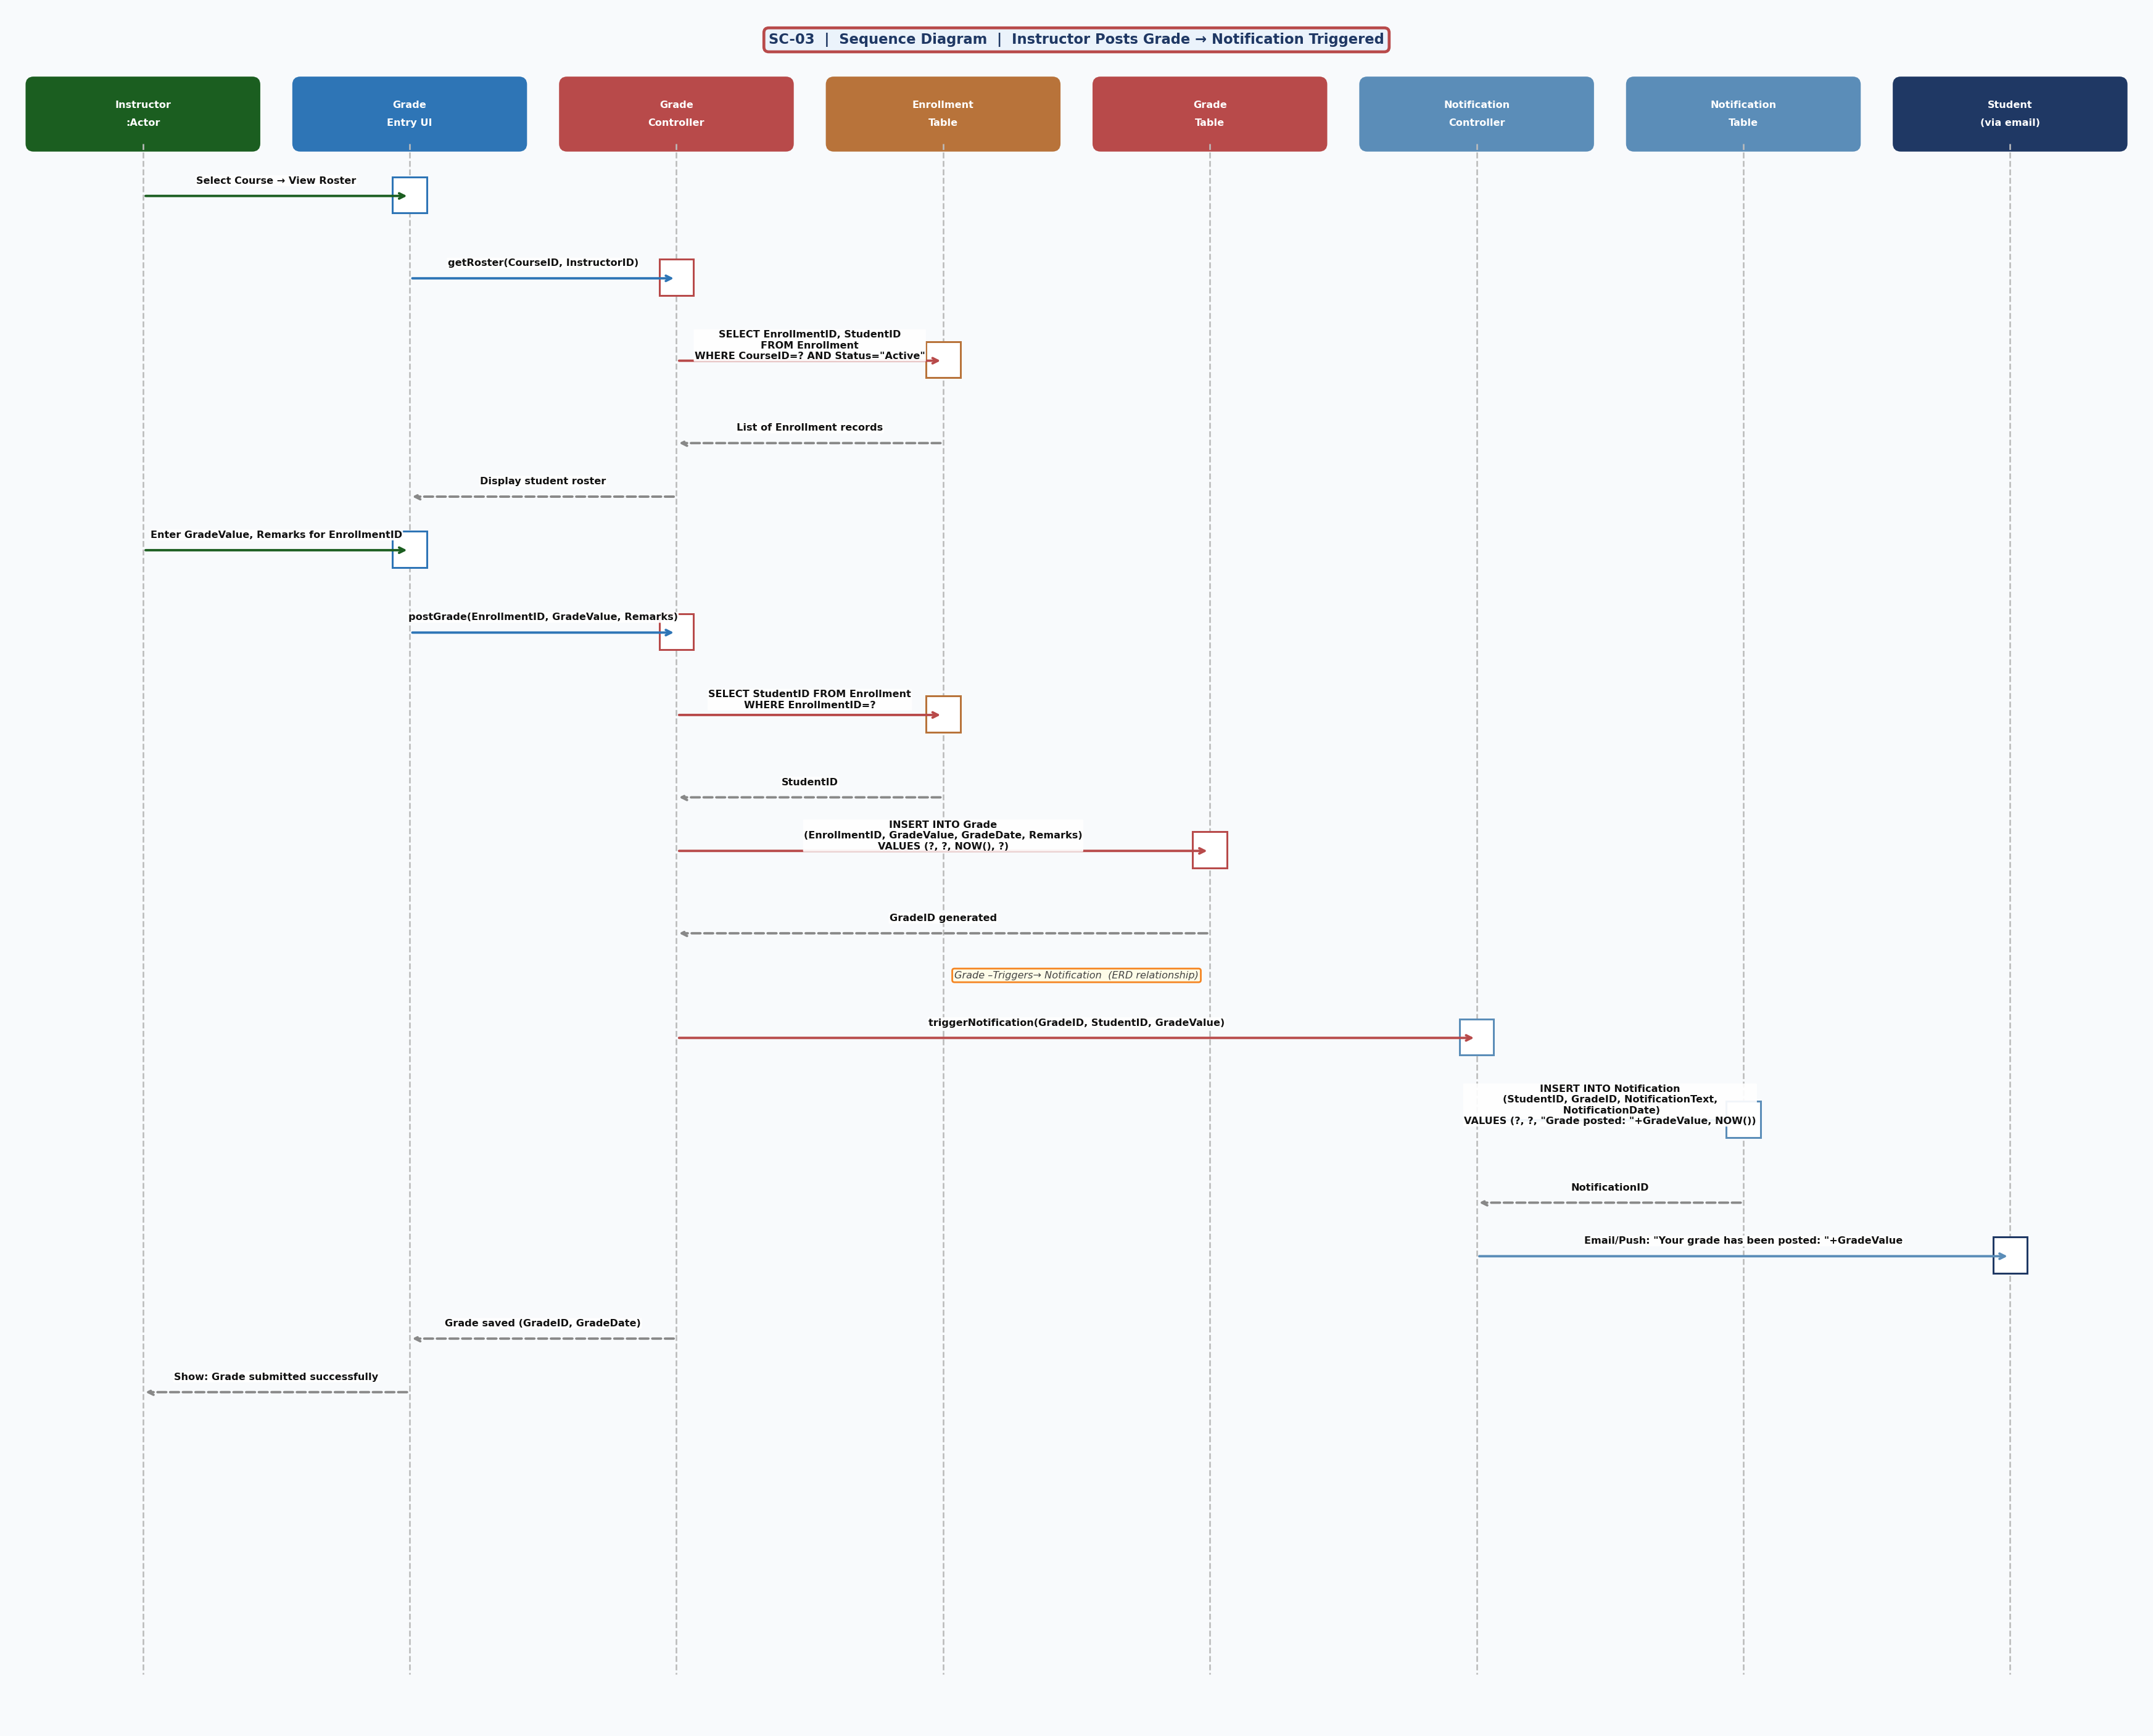 SC-03 | Sequence Diagram | Instructor Posts Grade → Notification Triggered
Instructor
:Actor
Grade
Entry UI
Grade
Controller
Enrollment
Table
Grade
Table
Notification
Controller
Notification
Table
Student
(via email)
Select Course → View Roster
getRoster(CourseID, InstructorID)
SELECT EnrollmentID, StudentID
FROM Enrollment
WHERE CourseID=? AND Status="Active"
List of Enrollment records
Display student roster
Enter GradeValue, Remarks for EnrollmentID
postGrade(EnrollmentID, GradeValue, Remarks)
SELECT StudentID FROM Enrollment
WHERE EnrollmentID=?
StudentID
INSERT INTO Grade
(EnrollmentID, GradeValue, GradeDate, Remarks)
VALUES (?, ?, NOW(), ?)
GradeID generated
Grade –Triggers→ Notification (ERD relationship)
triggerNotification(GradeID, StudentID, GradeValue)
INSERT INTO Notification
(StudentID, GradeID, NotificationText,
NotificationDate)
VALUES (?, ?, "Grade posted: "+GradeValue, NOW())
NotificationID
Email/Push: "Your grade has been posted: "+GradeValue
Grade saved (GradeID, GradeDate)
Show: Grade submitted successfully